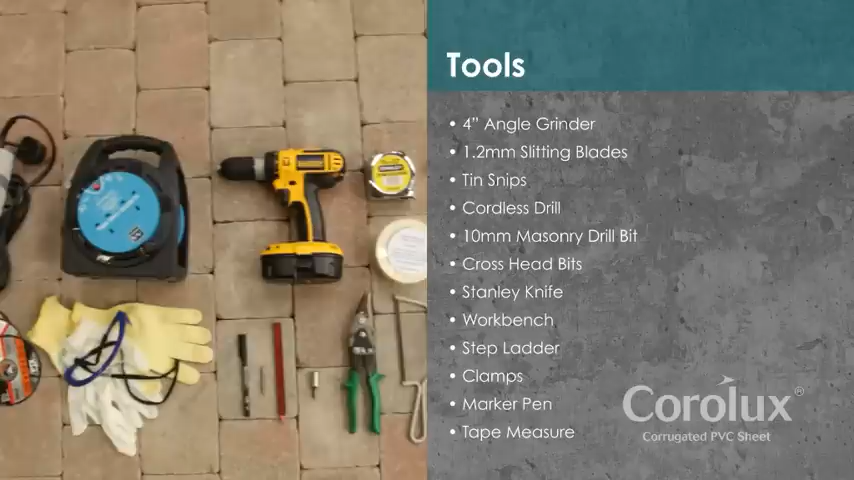 Tools
• 4” Angle Grinder
• 1.2mm Slitting Blades
• Tin Snips
• Cordless Drill
• 10mm Masonry Drill Bit
• Cross Head Bits
• Stanley Knife
• Workbench
• Step Ladder
• Clamps
• Marker Pen
• Tape Measure
Corolux®
Corrugated PVC Sheet